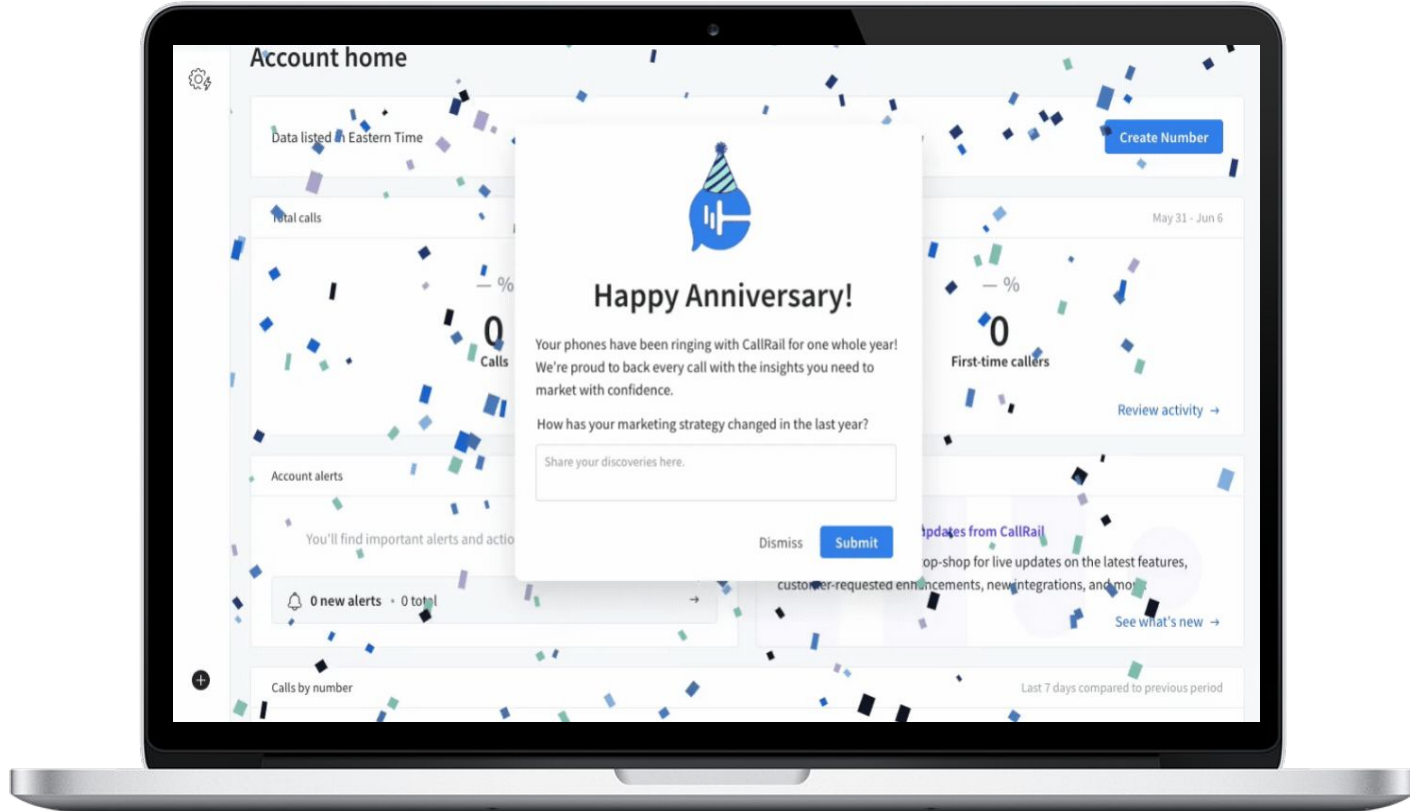 Account home
Data listed in Eastern Time
Create Number
Total calls
May 31 - Jun 6
— %
0
Calls
— %
0
First-time callers
Review activity →
Happy Anniversary!
Your phones have been ringing with CallRail for one whole year!
We're proud to back every call with the insights you need to
market with confidence.
How has your marketing strategy changed in the last year?
Share your discoveries here.
Dismiss
Submit
Account alerts
You'll find important alerts and actio
0 new alerts • 0 total
→
updates from CallRail
op-shop for live updates on the latest features,
customer-requested enhancements, new integrations, and more.
See what's new →
Calls by number
Last 7 days compared to previous period